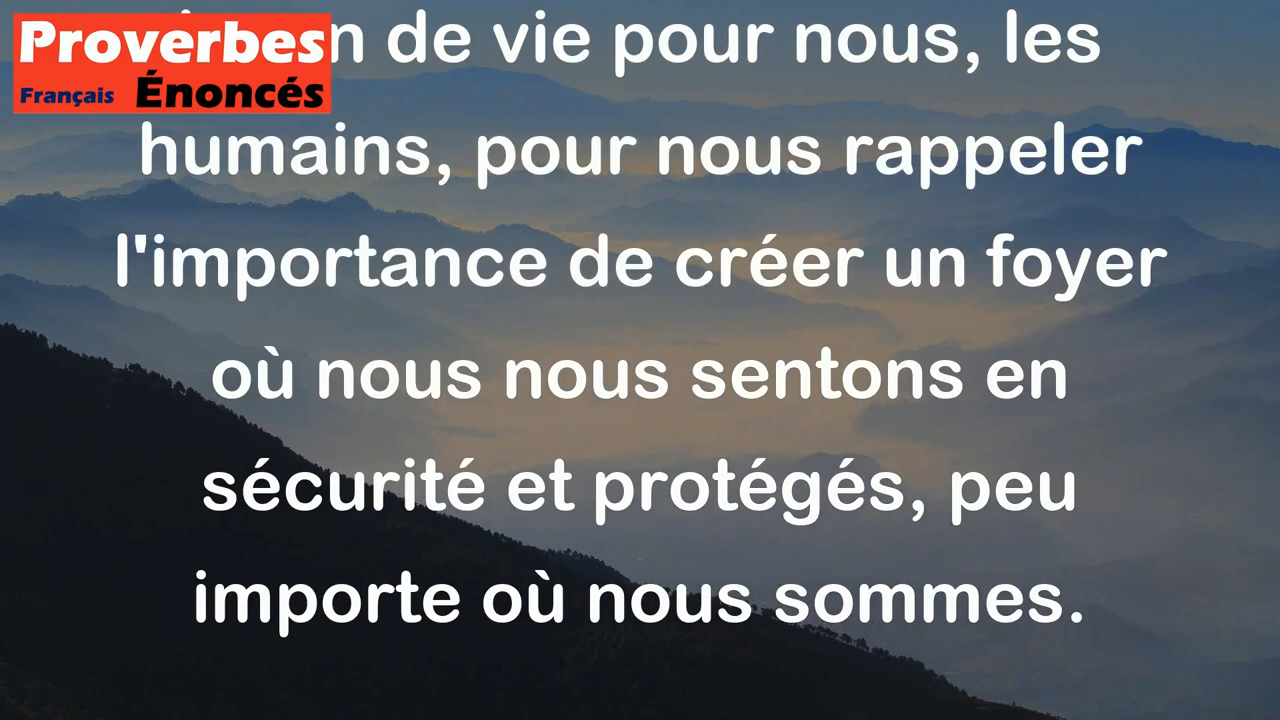 Proverbes
Français Énoncés
de vie pour nous, les
humains, pour nous rappeler
l'importance de créer un foyer
où nous nous sentons en
sécurité et protégés, peu
importe où nous sommes.